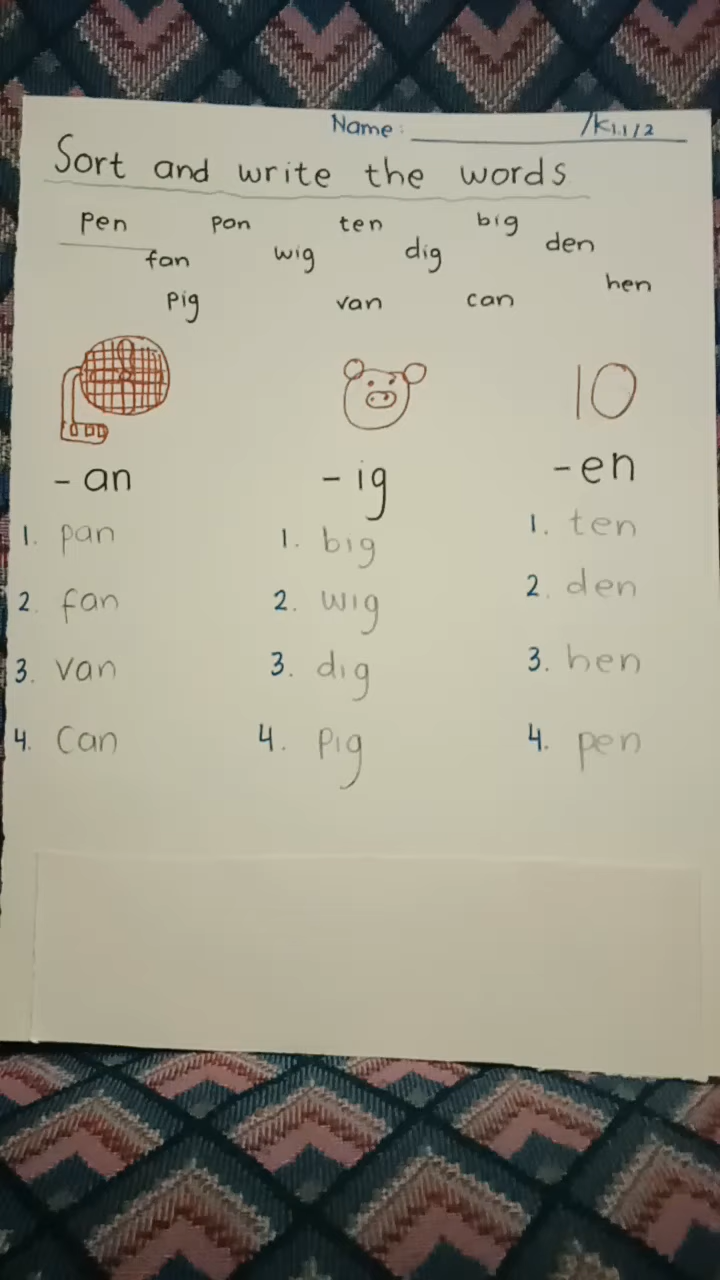 Name: ____________ /K1.1/2
Sort and write the words
pen pan ten big
fan wig dig den
pig van can hen
10
-an -ig -en
1. pan 1. big 1. ten
2. fan 2. wig 2. den
3. van 3. dig 3. hen
4. can 4. pig 4. pen